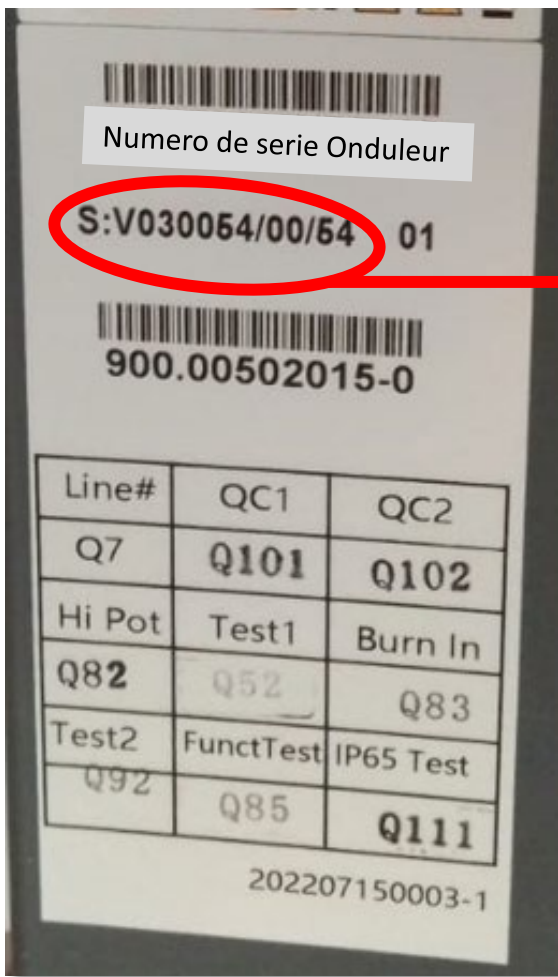 Numero de serie Onduleur
S:V030054/00/54 01
900.00502015-0
Line# QC1 QC2
Q7 Q101 Q102
Hi Pot Test1 Burn In
Q82 Q52 Q83
Test2 FunctTest IP65 Test
Q92 Q85 Q111
202207150003-1